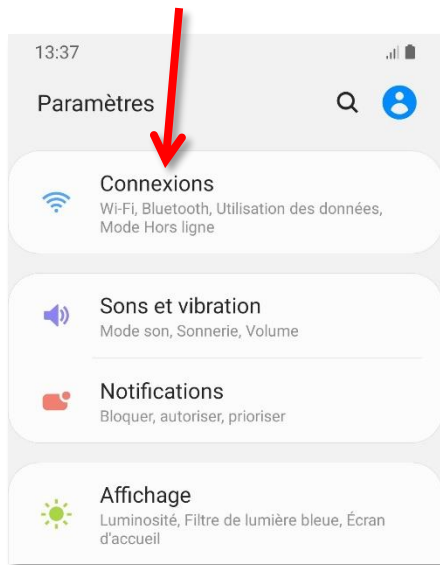 13:37
Paramètres
Connexions
Wi-Fi, Bluetooth, Utilisation des données,
Mode Hors ligne
Sons et vibration
Mode son, Sonnerie, Volume
Notifications
Bloquer, autoriser, prioriser
Affichage
Luminosité, Filtre de lumière bleue, Écran
d'accueil